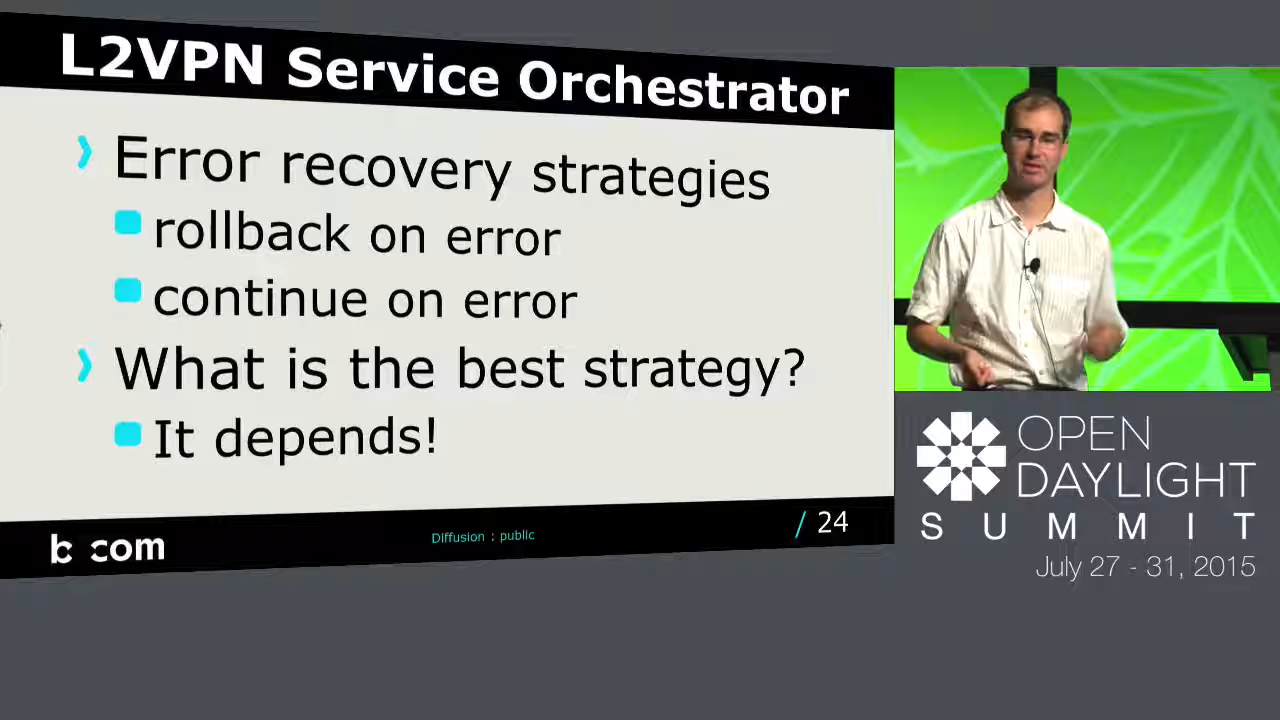 L2VPN Service Orchestrator
Error recovery strategies
rollback on error
continue on error
What is the best strategy?
It depends!
b com
Diffusion : public
/ 24
OPEN
DAYLIGHT
SUMMIT
July 27 - 31, 2015